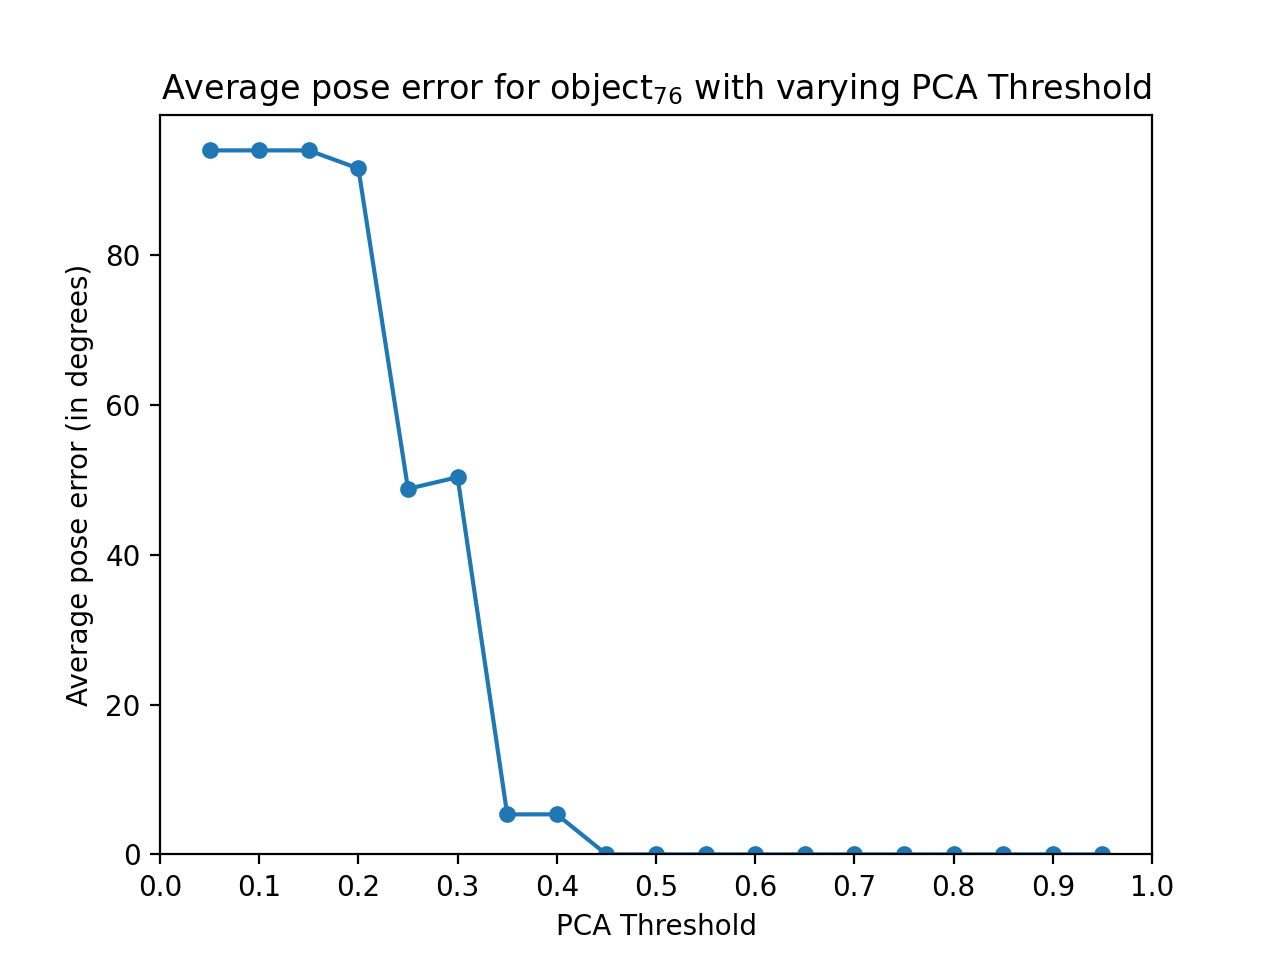 Average pose error for object₇₆ with varying PCA Threshold
Average pose error (in degrees)
80
60
40
20
0
0.0 0.1 0.2 0.3 0.4 0.5 0.6 0.7 0.8 0.9 1.0
PCA Threshold